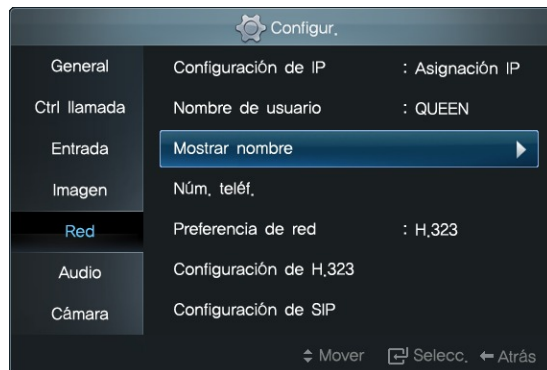 Configur.
General
Ctrl llamada
Entrada
Imagen
Red
Audio
Cámara
Configuración de IP : Asignación IP
Nombre de usuario : QUEEN
Mostrar nombre
Núm. teléf.
Preferencia de red : H.323
Configuración de H.323
Configuración de SIP
Mover Selecc. Atrás